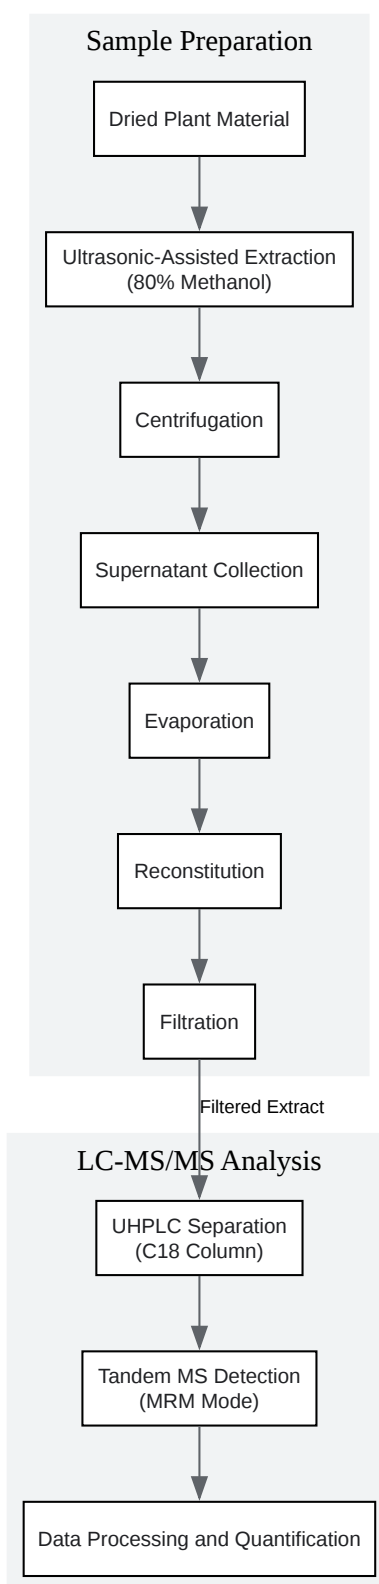 Sample Preparation
Dried Plant Material
Ultrasonic-Assisted Extraction
(80% Methanol)
Centrifugation
Supernatant Collection
Evaporation
Reconstitution
Filtration
Filtered Extract
LC-MS/MS Analysis
UHPLC Separation
(C18 Column)
Tandem MS Detection
(MRM Mode)
Data Processing and Quantification